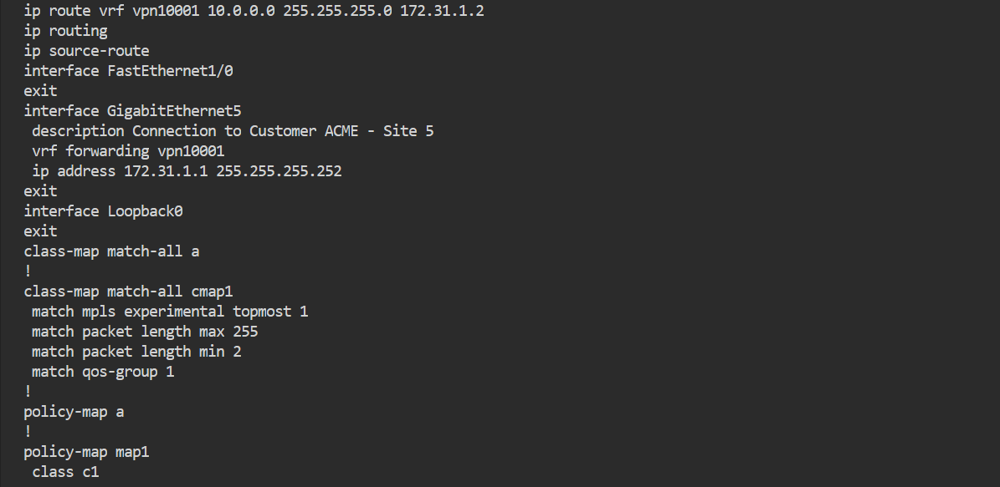 ip route vrf vpn10001 10.0.0.0 255.255.255.0 172.31.1.2
ip routing
ip source-route
interface FastEthernet1/0
exit
interface GigabitEthernet5
 description Connection to Customer ACME - Site 5
 vrf forwarding vpn10001
 ip address 172.31.1.1 255.255.255.252
exit
interface Loopback0
exit
class-map match-all a
!
class-map match-all cmap1
 match mpls experimental topmost 1
 match packet length max 255
 match packet length min 2
 match qos-group 1
!
policy-map a
!
policy-map map1
 class c1